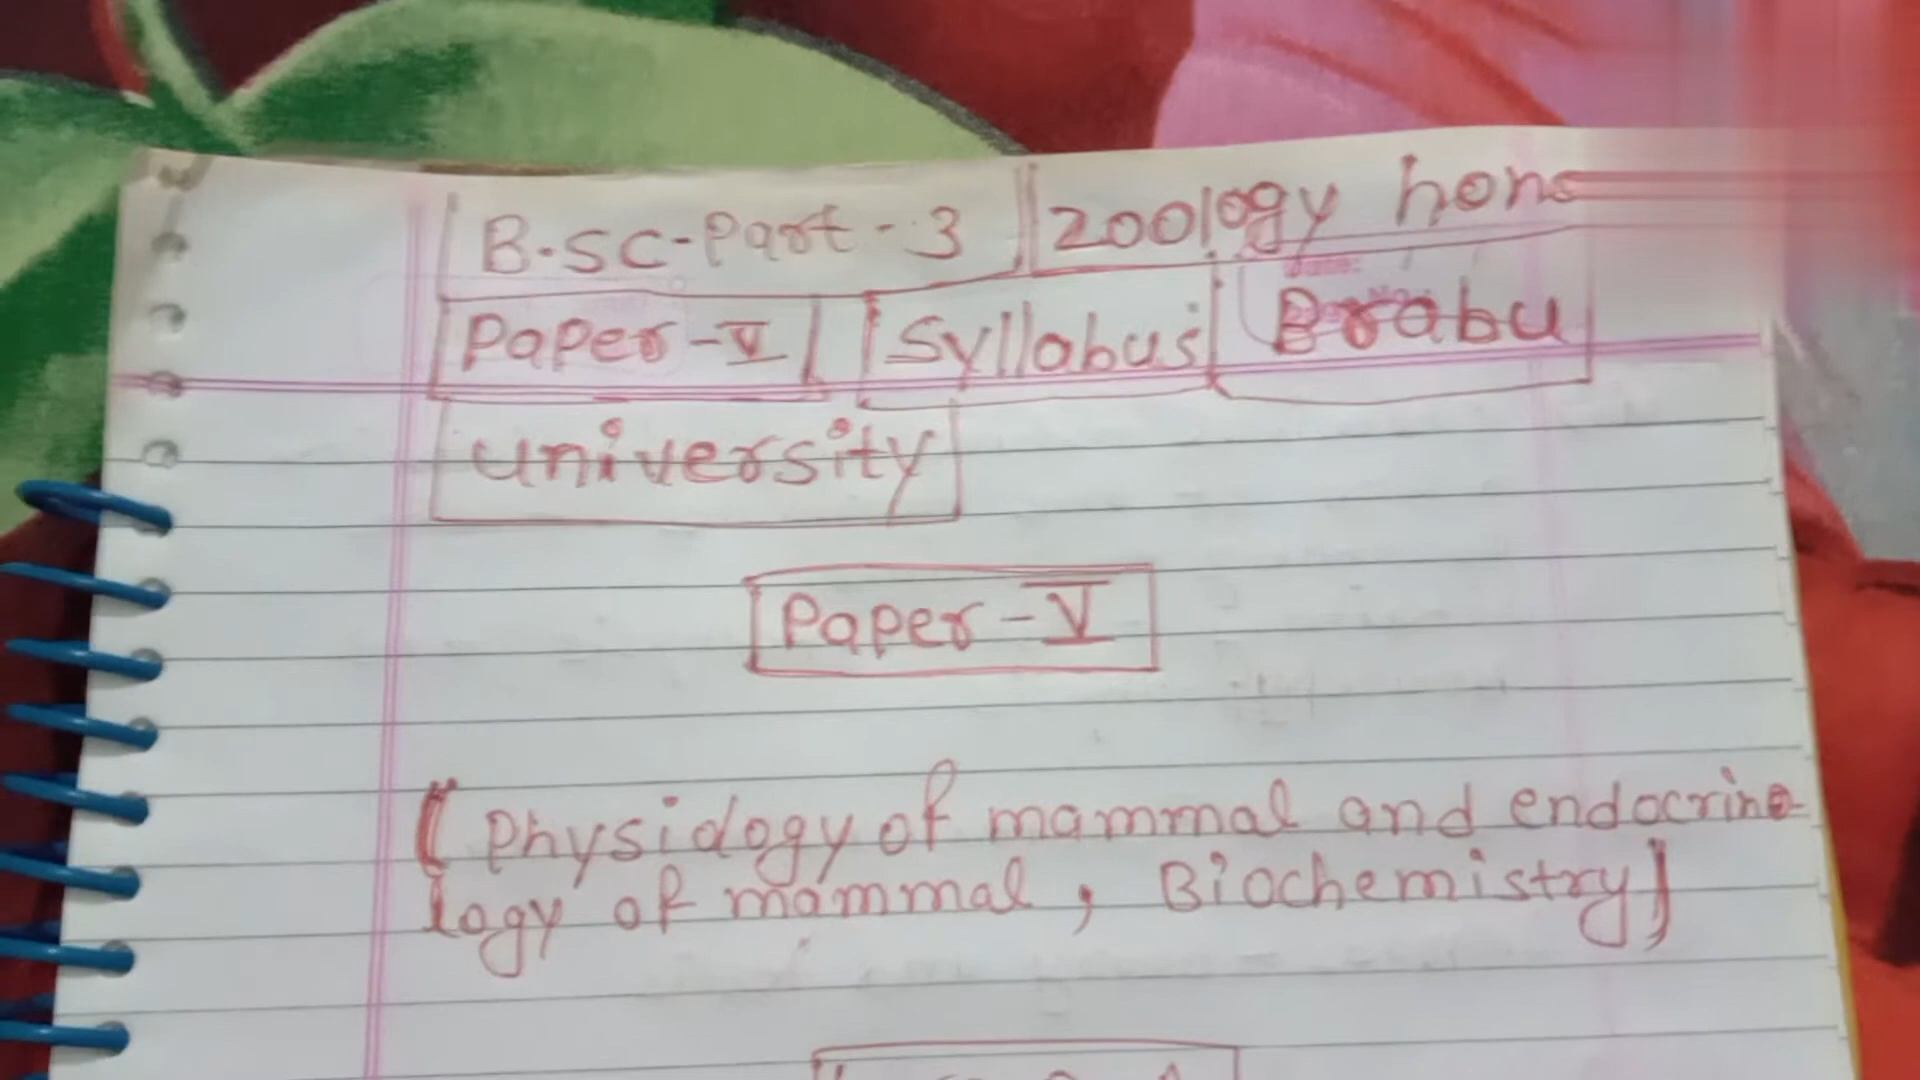 B.SC-Part-3 zoology hons
Paper-V Syllabus Brabu
university
Paper-V
(Physiology of mammal and endocrino-
logy of mammal, Biochemistry)